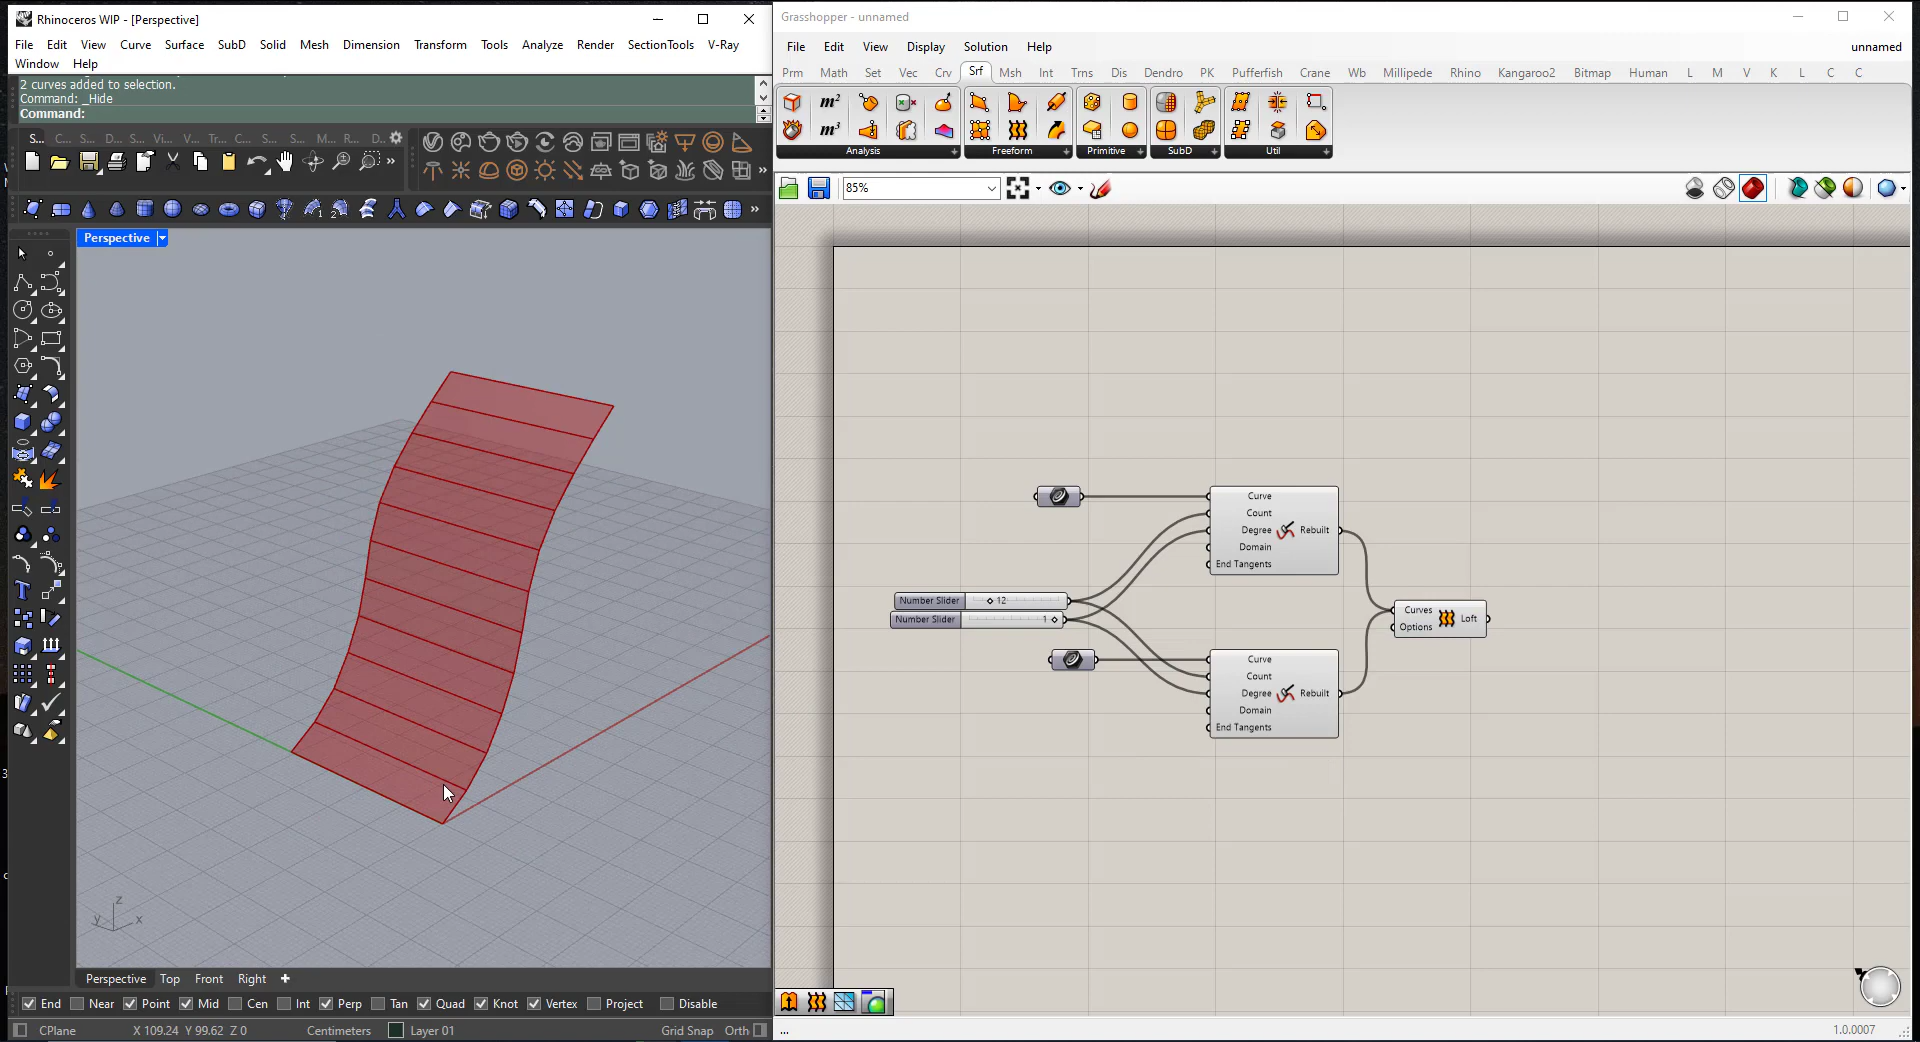 Rhinoceros WIP - [Perspective]
File Edit View Curve Surface SubD Solid Mesh Dimension Transform Tools Analyze Render SectionTools V-Ray
Window Help
2 curves added to selection.
Command: _Hide
Command:
S... C... S... D... S... Vi... V... Tr... C... S... S... M... R... D...
Perspective
z
y x
Perspective Top Front Right
End Near Point Mid Cen Int Perp Tan Quad Knot Vertex Project Disable
CPlane X 109.24 Y 99.62 Z 0 Centimeters Layer 01 Grid Snap Orth
Grasshopper - unnamed
File Edit View Display Solution Help unnamed
Prm Math Set Vec Crv Srf Msh Int Trns Dis Dendro PK Pufferfish Crane Wb Millipede Rhino Kangaroo2 Bitmap Human L M V K L C C
m²
m³
Analysis Freeform Primitive SubD Util
85%
Curve
Count
Degree Rebuilt
Domain
End Tangents
Number Slider 12
Number Slider 1
Curves Loft
Options
Curve
Count
Degree Rebuilt
Domain
End Tangents
... 1.0.0007